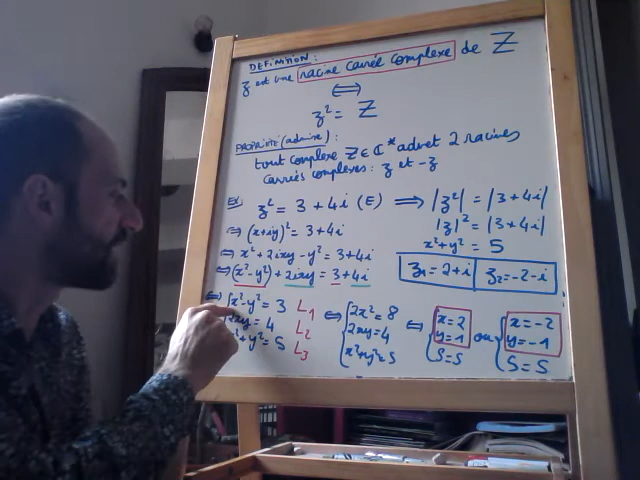 DEFINITION :
z est une racine carrée complexe de Z
⟺
z² = Z
PROPRIÉTÉ (admise) :
tout complexe Z ∈ ℂ* admet 2 racines
carrées complexes : z et -z
Ex: z² = 3 + 4i (E) ⟹ |z²| = |3 + 4i|
|z|² = |3 + 4i|
x² + y² = 5
⟺ (x+iy)² = 3+4i
⟺ x² + 2ixy - y² = 3+4i
⟺ (x²-y²) + 2ixy = 3 + 4i
z₁ = 2+i z₂ = -2-i
⟺ x²-y² = 3 L₁
2xy = 4 L₂
x²+y² = 5 L₃
⟺ 2x² = 8
2xy = 4
x²+y² = 5
⟺ x = 2
y = 1
5 = 5
ou x = -2
y = -1
5 = 5